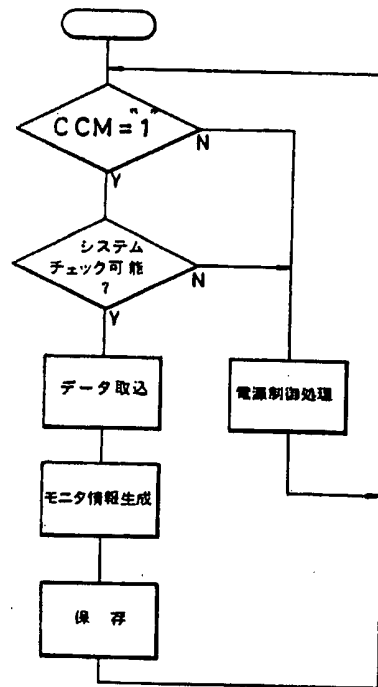 CCM="1"
N
Y
システム
チェック可能
?
N
Y
データ取込
電源制御処理
モニタ情報生成
保存